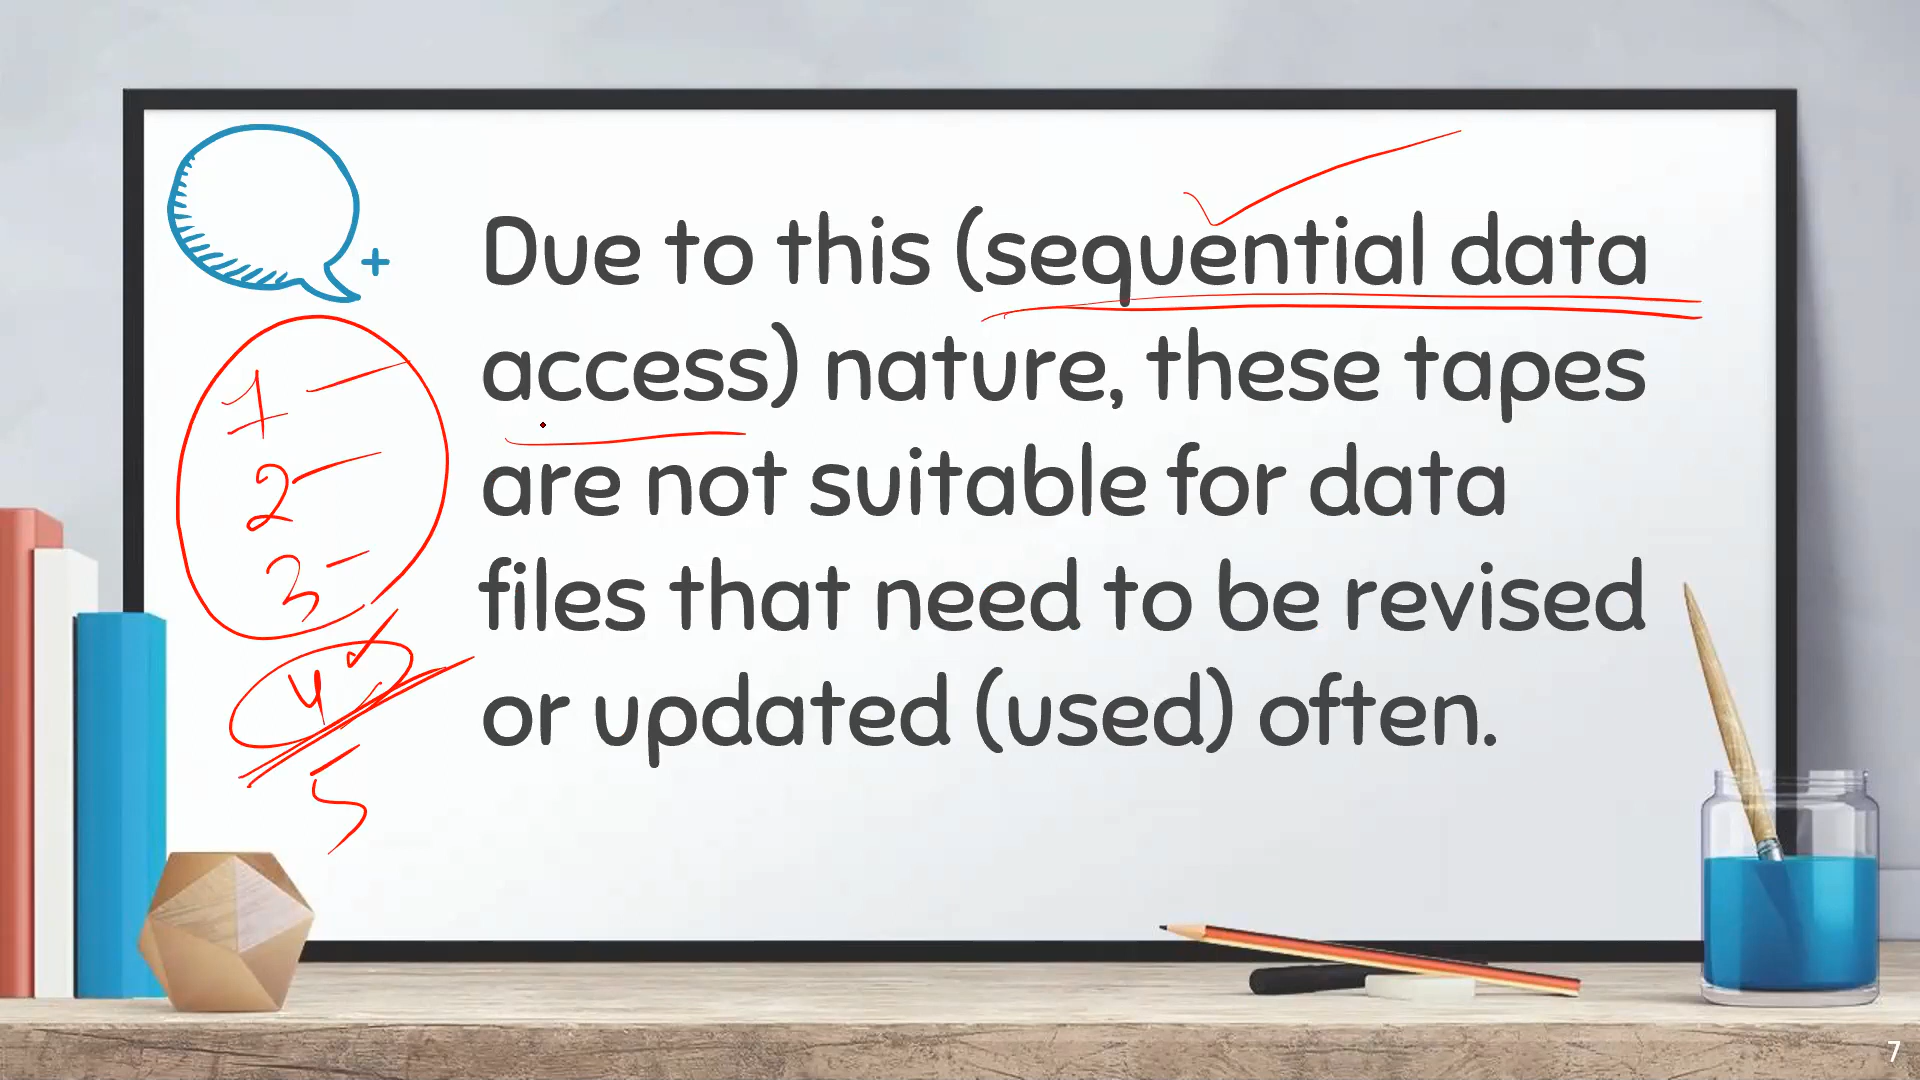 Due to this (sequential data
access) nature, these tapes
are not suitable for data
files that need to be revised
or updated (used) often.
1
2
3
4
5
7